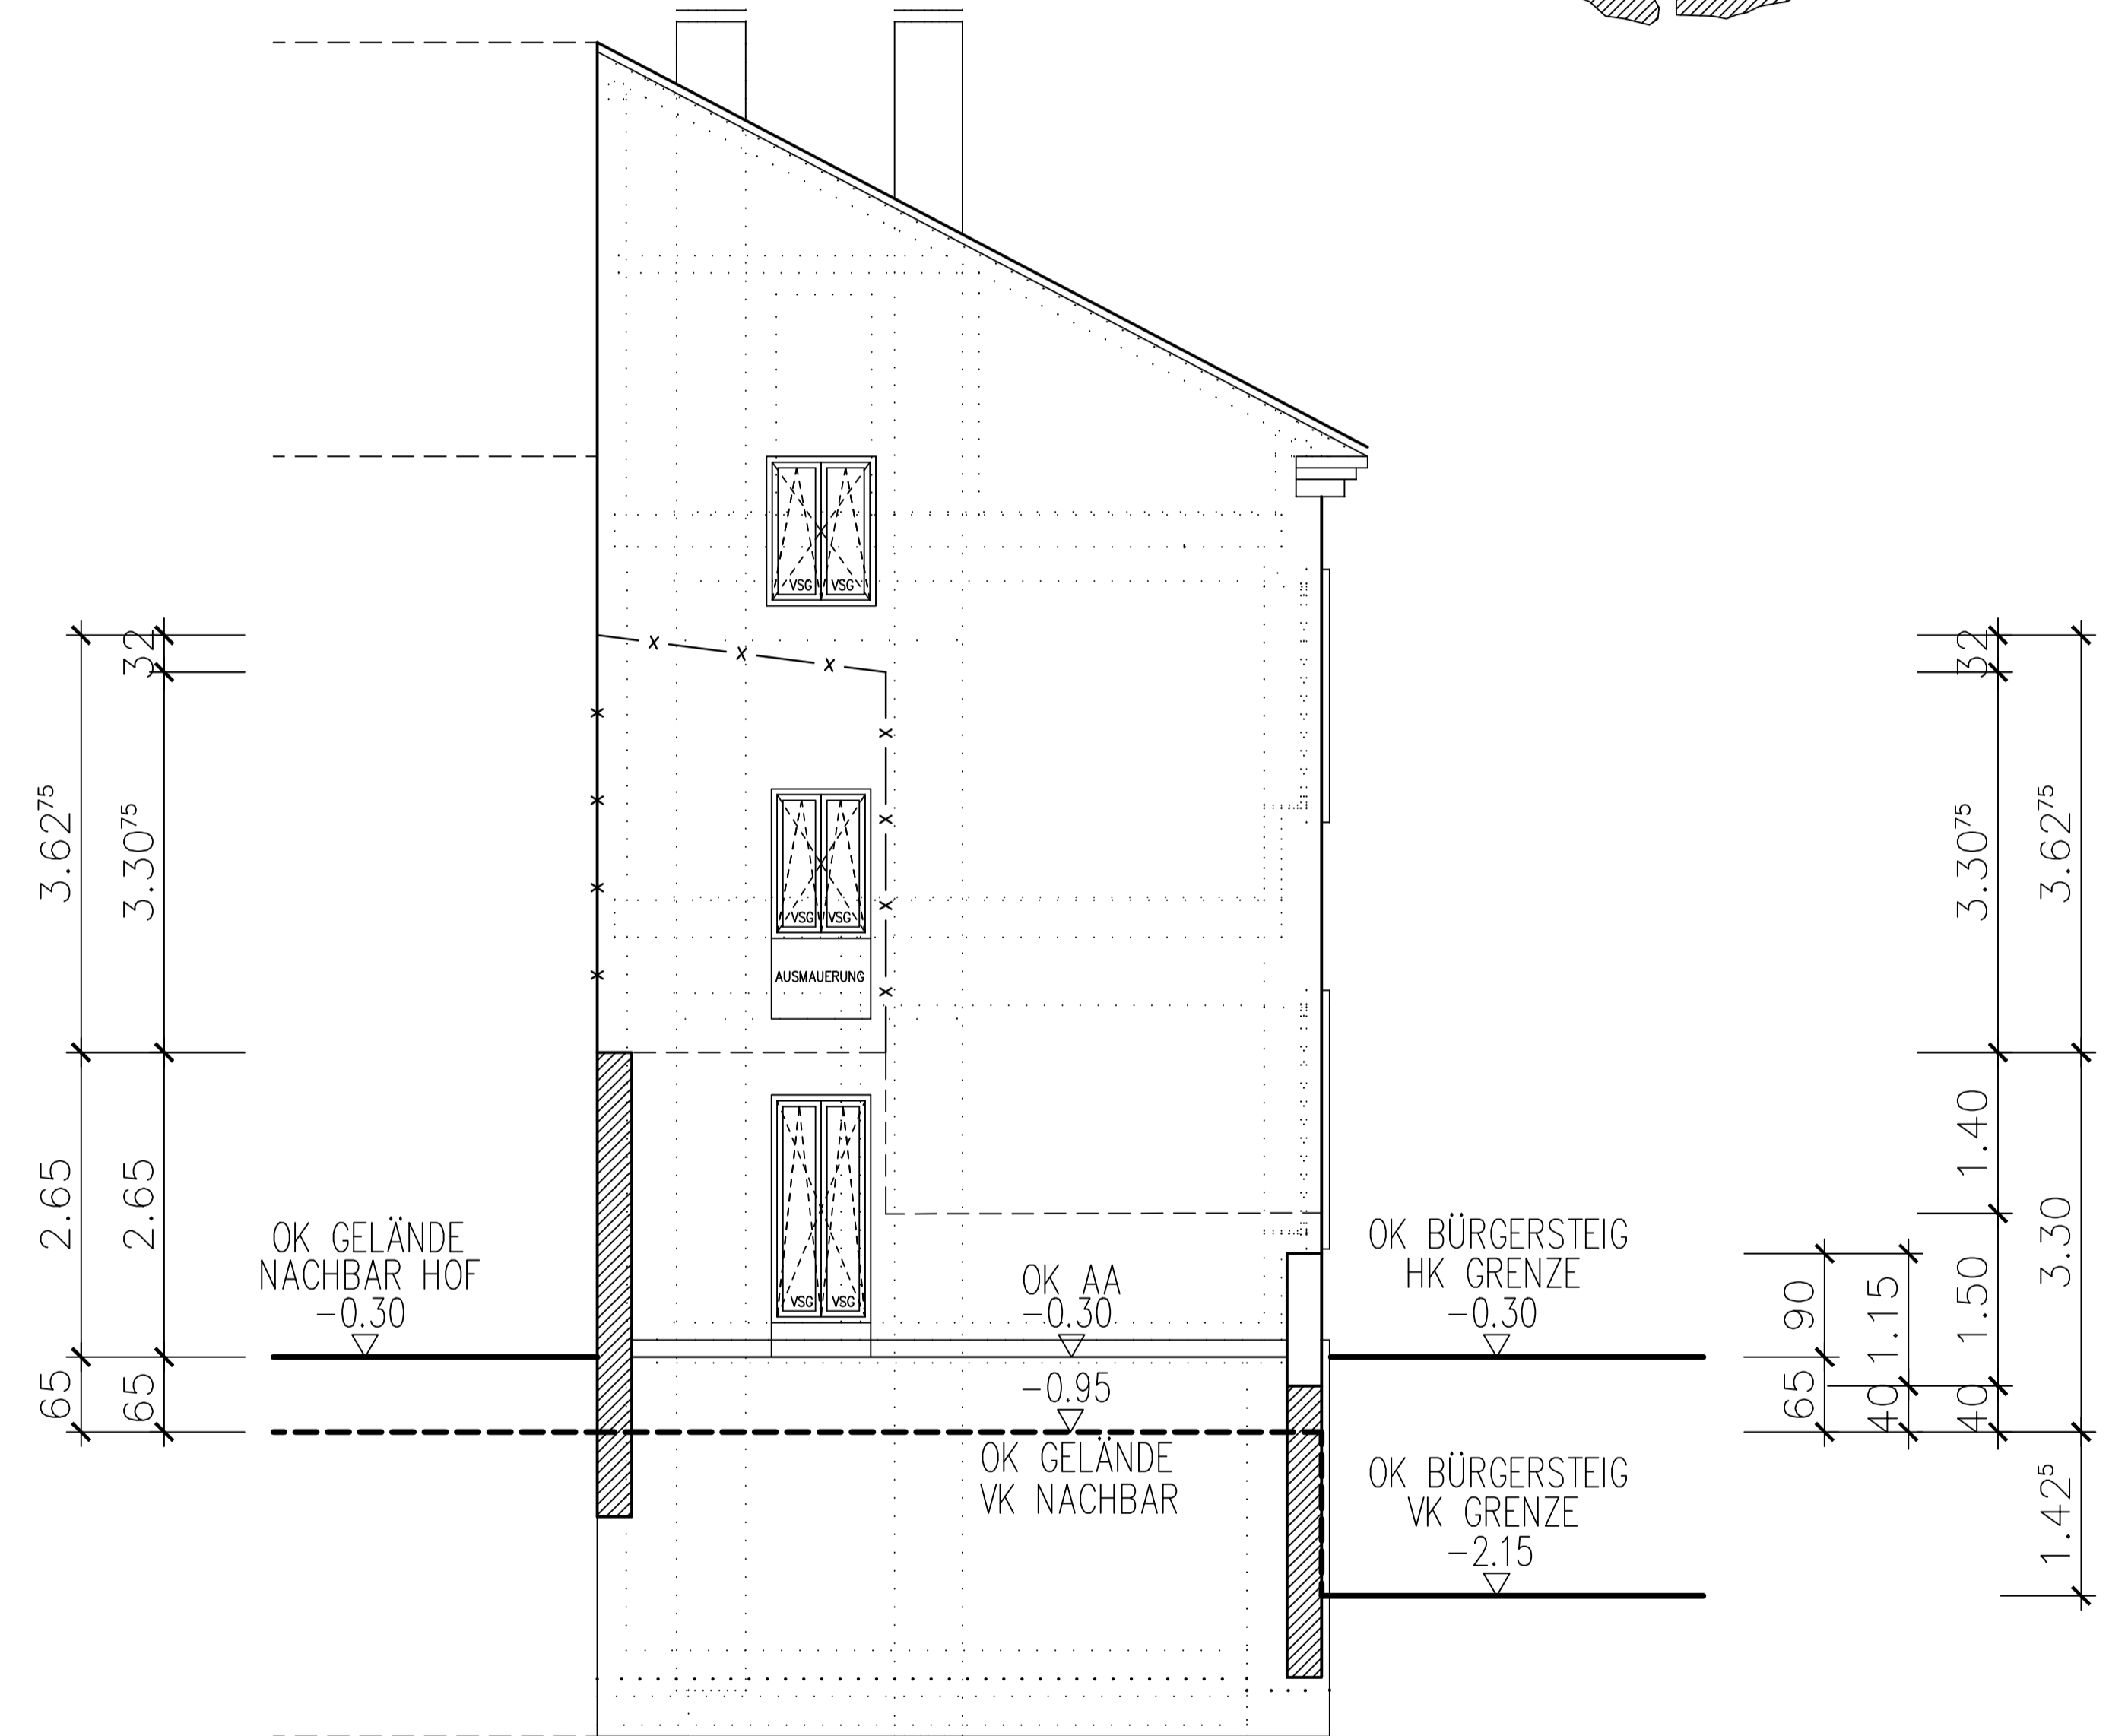 VSG VSG
32
32
3.62⁷⁵
3.30⁷⁵
3.30⁷⁵
3.62⁷⁵
VSG VSG
AUSMAUERUNG
2.65
2.65
1.40
3.30
OK GELÄNDE
NACHBAR HOF
-0.30
VSG VSG
OK AA
-0.30
OK BÜRGERSTEIG
HK GRENZE
-0.30
90
1.15
1.50
65
65
-0.95
65
40
40
OK GELÄNDE
VK NACHBAR
OK BÜRGERSTEIG
VK GRENZE
-2.15
1.42⁵